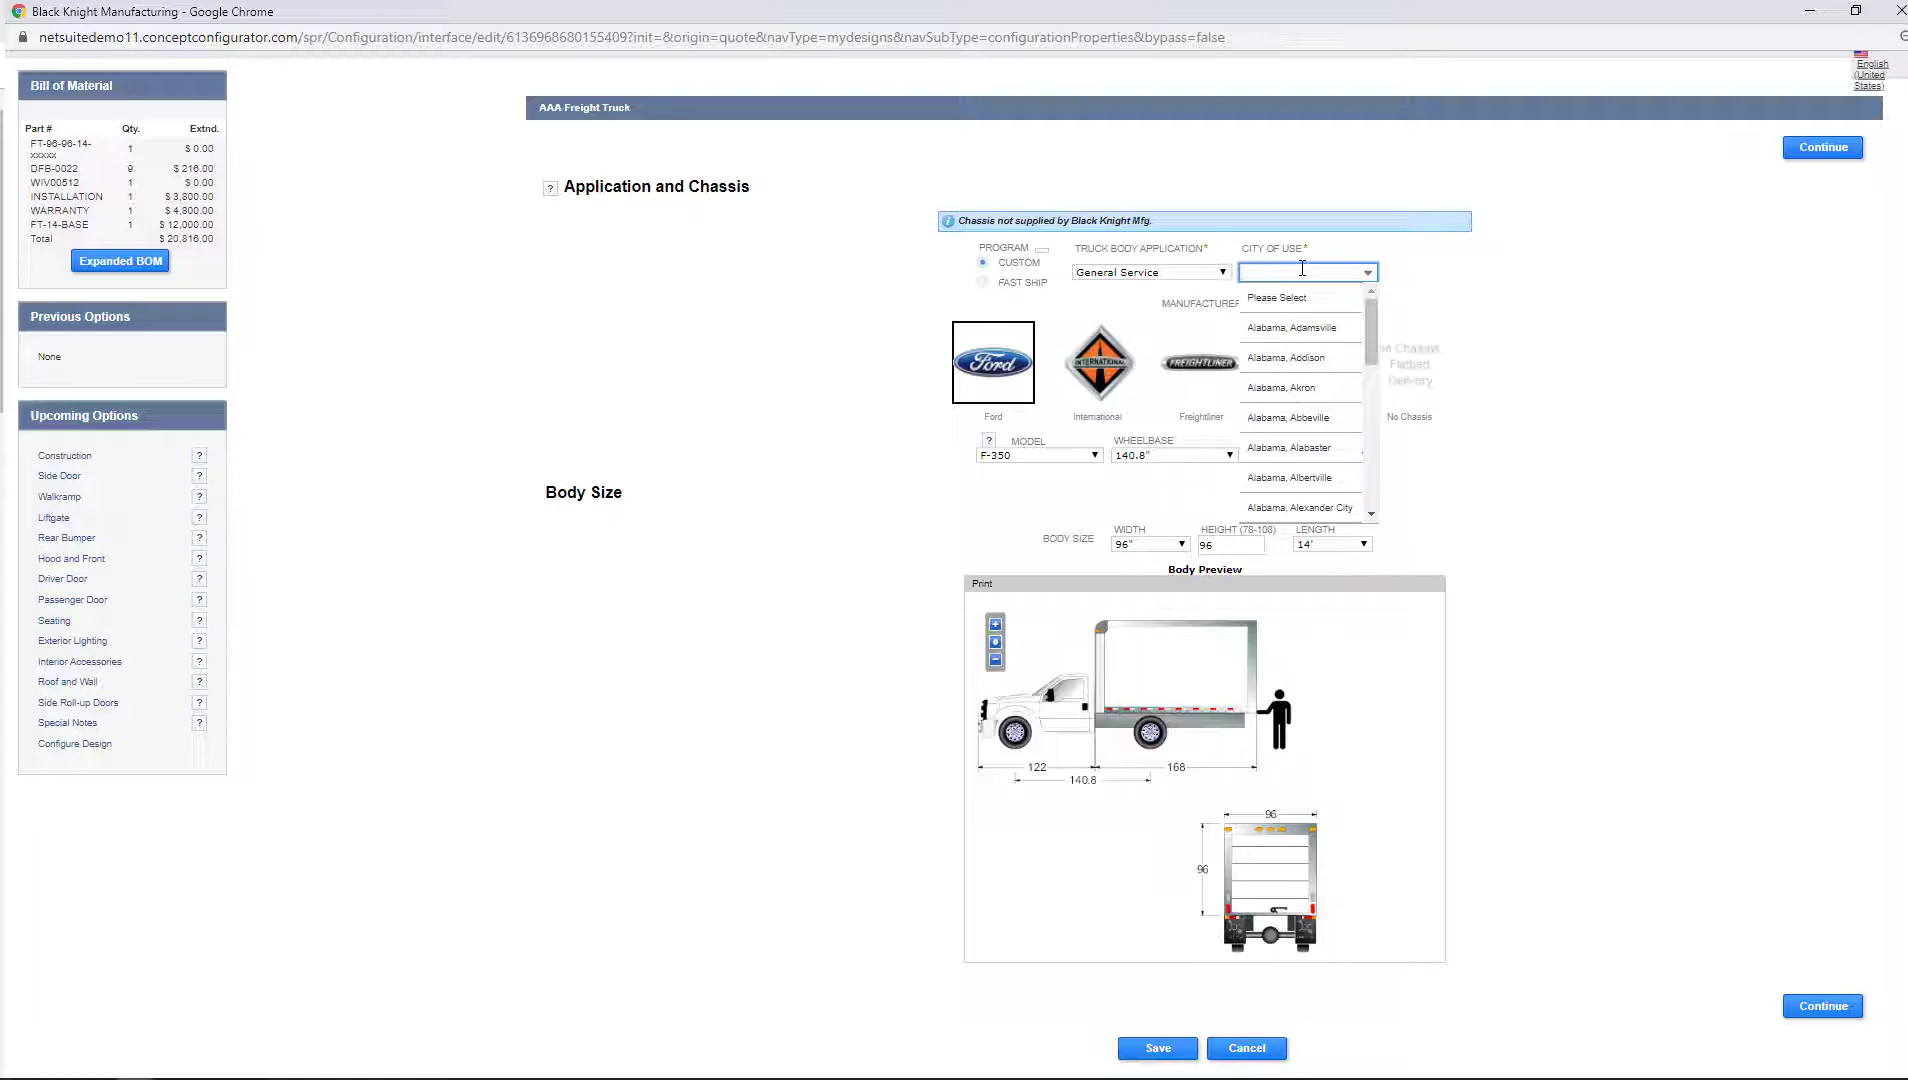 Black Knight Manufacturing - Google Chrome
netsuitedemo11.conceptconfigurator.com/spr/Configuration/interface/edit/6136968680155409?init=&origin=quote&navType=mydesigns&navSubType=configurationProperties&bypass=false
English
(United
States)
Bill of Material
Part # Qty. Extnd.
FT-96-96-14-
xxxxx 1 $ 0.00
DFB-0022 9 $ 216.00
WIV00512 1 $ 0.00
INSTALLATION 1 $ 3,800.00
WARRANTY 1 $ 4,800.00
FT-14-BASE 1 $ 12,000.00
Total $ 20,816.00
Expanded BOM
Previous Options
None
Upcoming Options
Construction ?
Side Door ?
Walkramp ?
Liftgate ?
Rear Bumper ?
Hood and Front ?
Driver Door ?
Passenger Door ?
Seating ?
Exterior Lighting ?
Interior Accessories ?
Roof and Wall ?
Side Roll-up Doors ?
Special Notes ?
Configure Design
AAA Freight Truck
Continue
? Application and Chassis
Chassis not supplied by Black Knight Mfg.
PROGRAM TRUCK BODY APPLICATION* CITY OF USE*
CUSTOM General Service
FAST SHIP
Please Select
Alabama, Adamsville
Alabama, Addison
Alabama, Akron
Alabama, Abbeville
Alabama, Alabaster
Alabama, Albertville
Alabama, Alexander City
MANUFACTURER
Ford INTERNATIONAL FREIGHTLINER Chassis
Flatbed
Delivery
Ford International Freightliner No Chassis
? MODEL WHEELBASE
F-350 140.8"
Body Size
BODY SIZE WIDTH HEIGHT (78-108) LENGTH
96" 96 14'
Body Preview
Print
122 168
140.8
96
96
Continue
Save Cancel